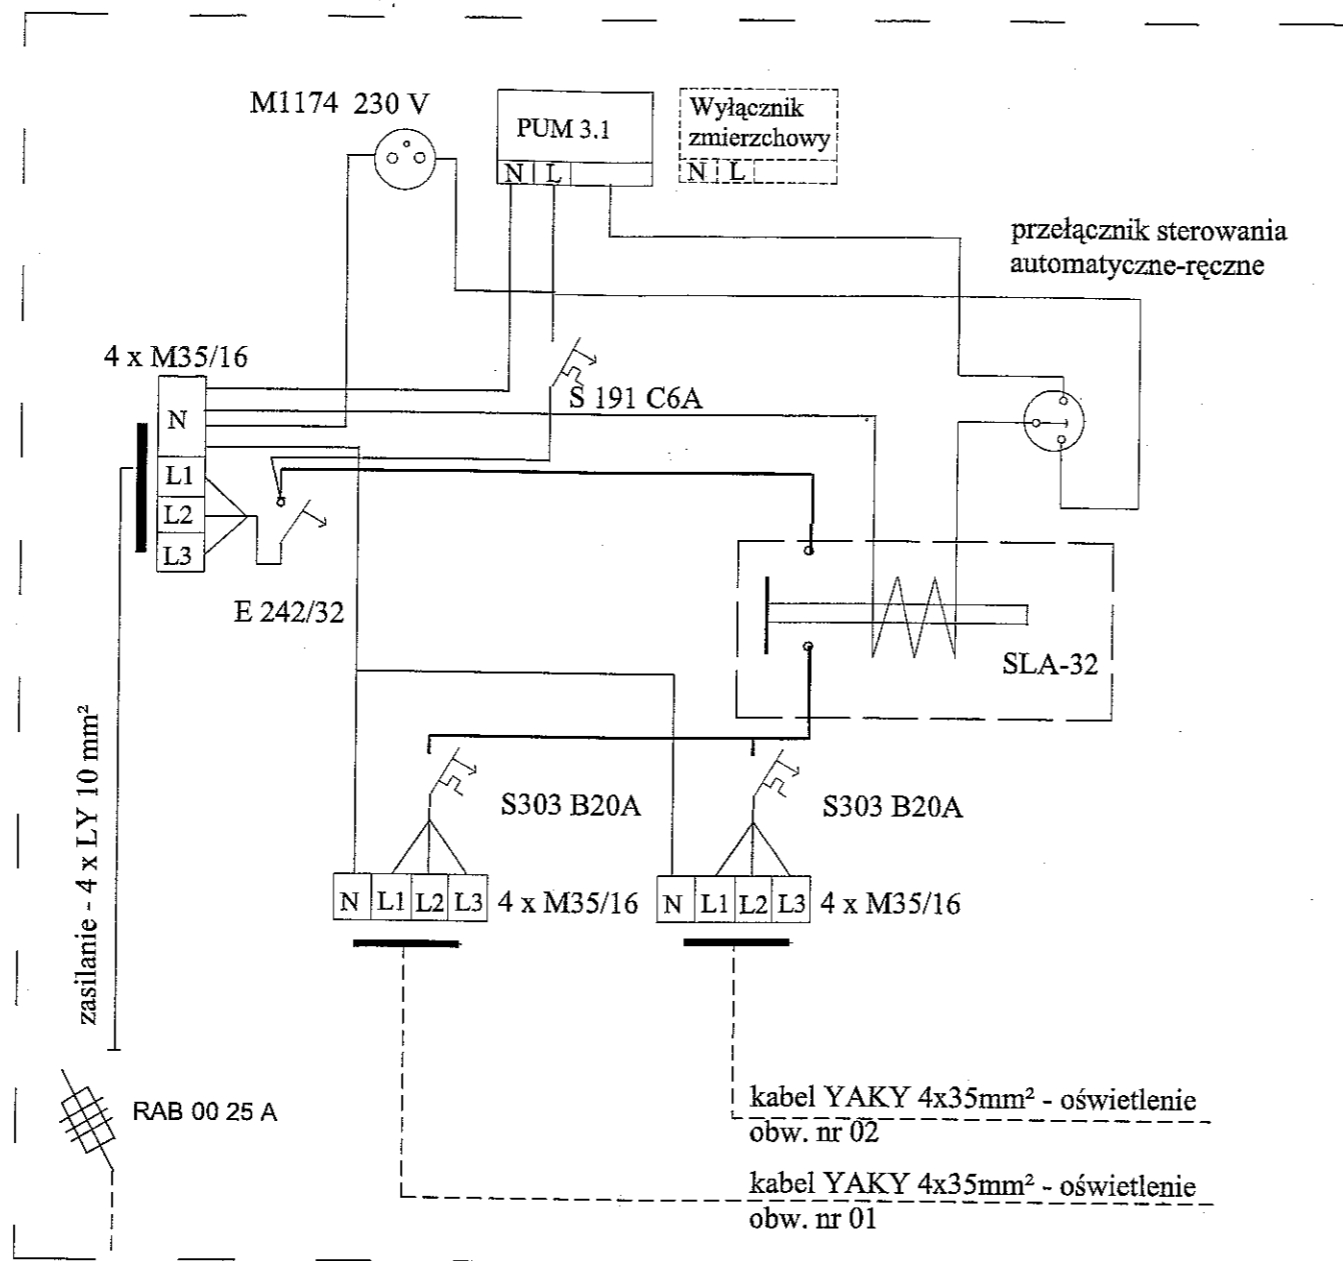 M1174 230 V
PUM 3.1
N L
Wyłącznik
zmierzchowy
N L
przełącznik sterowania
automatyczne-ręczne
4 x M35/16
N
L1
L2
L3
S 191 C6A
E 242/32
SLA-32
zasilanie - 4 x LY 10 mm²
S303 B20A
S303 B20A
N L1 L2 L3
4 x M35/16
N L1 L2 L3
4 x M35/16
RAB 00 25 A
kabel YAKY 4x35mm² - oświetlenie
obw. nr 02
kabel YAKY 4x35mm² - oświetlenie
obw. nr 01